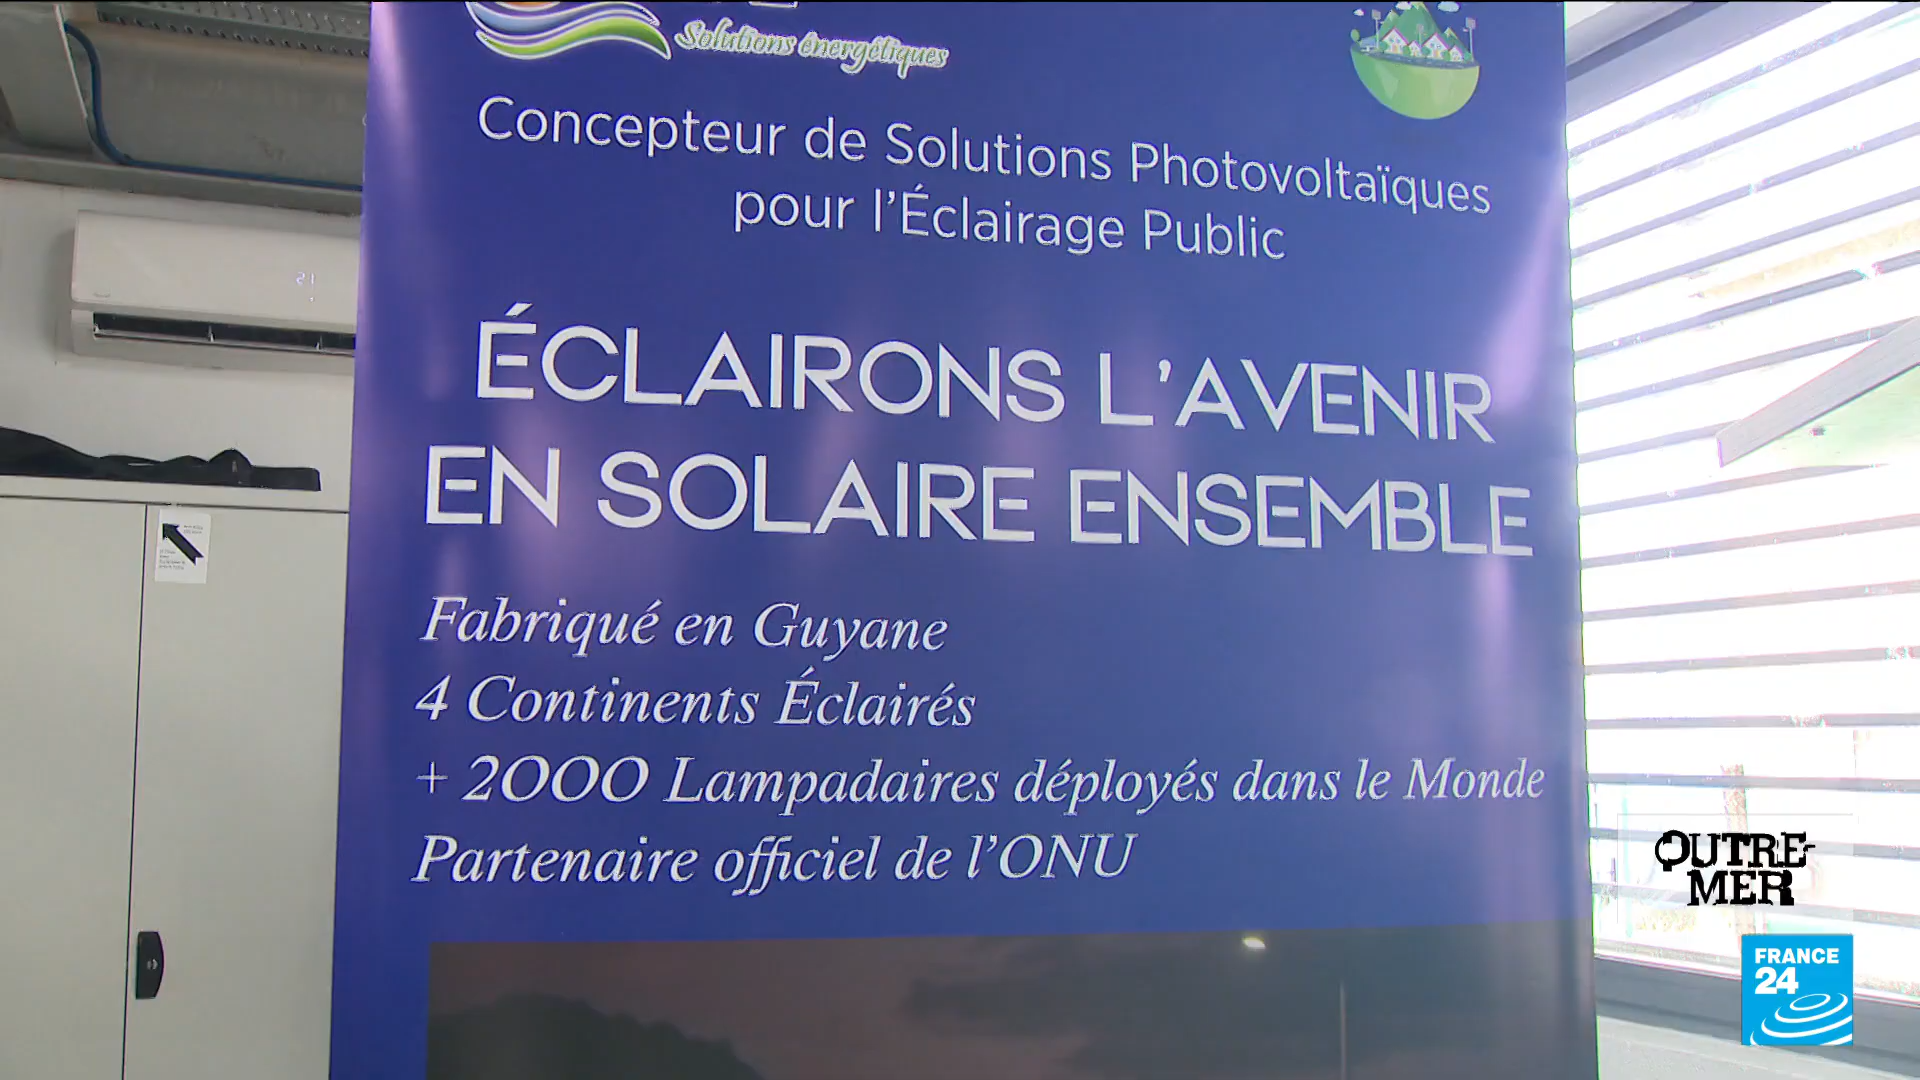 Solutions énergétiques
Concepteur de Solutions Photovoltaïques
pour l'Éclairage Public
ÉCLAIRONS L'AVENIR
EN SOLAIRE ENSEMBLE
Fabriqué en Guyane
4 Continents Éclairés
+ 2000 Lampadaires déployés dans le Monde
Partenaire officiel de l'ONU
21
OUTRE-
MER
FRANCE
24